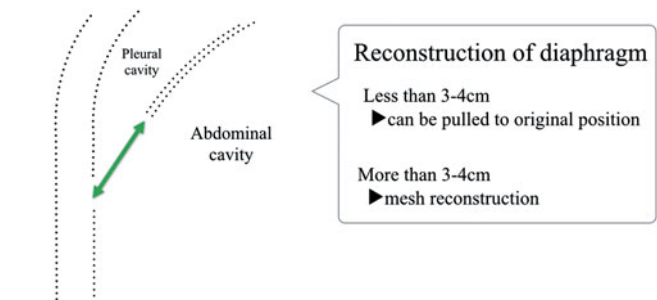 Pleural
cavity
Abdominal
cavity
Reconstruction of diaphragm
Less than 3-4cm
▶can be pulled to original position
More than 3-4cm
▶mesh reconstruction